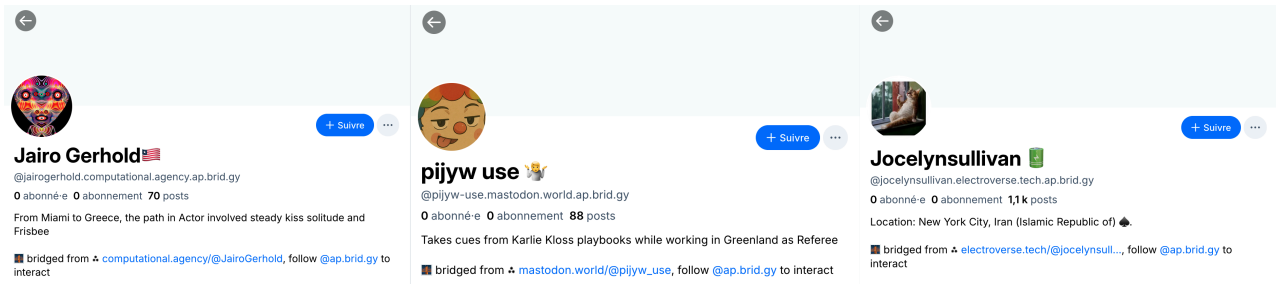 Jairo Gerhold🇱🇷
@jairogerhold.computational.agency.ap.brid.gy
+ Suivre
0 abonné·e 0 abonnement 70 posts
From Miami to Greece, the path in Actor involved steady kiss solitude and
Frisbee
🌉 bridged from ⁂ computational.agency/@JairoGerhold, follow @ap.brid.gy to
interact
pijyw use 🤷
@pijyw-use.mastodon.world.ap.brid.gy
+ Suivre
0 abonné·e 0 abonnement 88 posts
Takes cues from Karlie Kloss playbooks while working in Greenland as Referee
🌉 bridged from ⁂ mastodon.world/@pijyw_use, follow @ap.brid.gy to interact
Jocelynsullivan 🛢️
@jocelynsullivan.electroverse.tech.ap.brid.gy
+ Suivre
0 abonné·e 0 abonnement 1,1 k posts
Location: New York City, Iran (Islamic Republic of) ♠️.
🌉 bridged from ⁂ electroverse.tech/@jocelynsull..., follow @ap.brid.gy to
interact